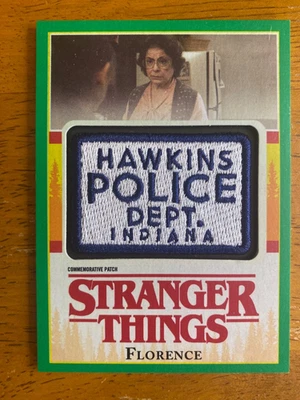 HAWKINS
POLICE
DEPT.
INDIANA
COMMEMORATIVE PATCH
STRANGER
THINGS
FLORENCE